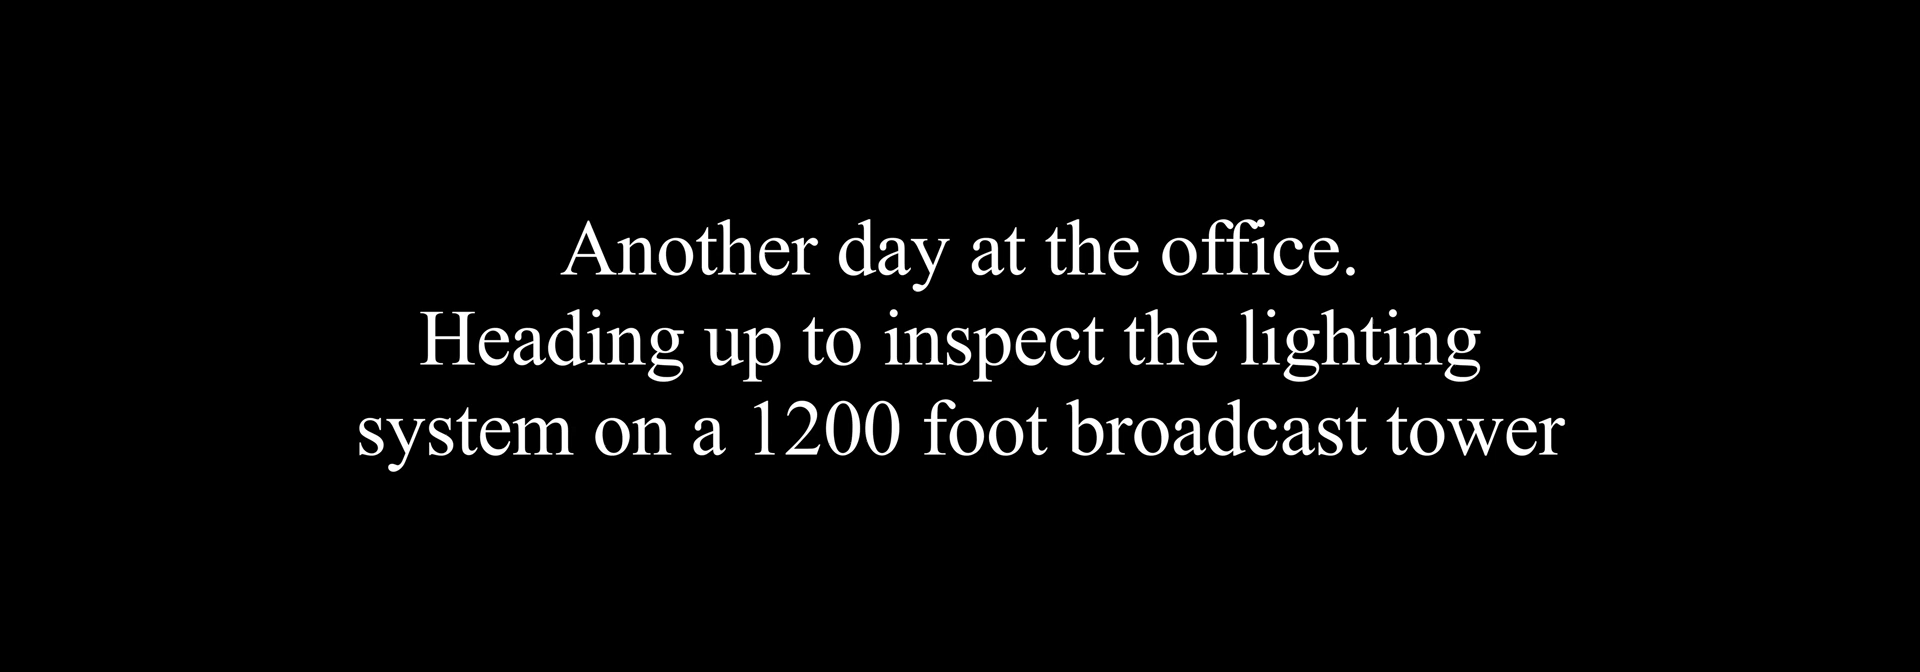 Another day at the office.
Heading up to inspect the lighting
system on a 1200 foot broadcast tower